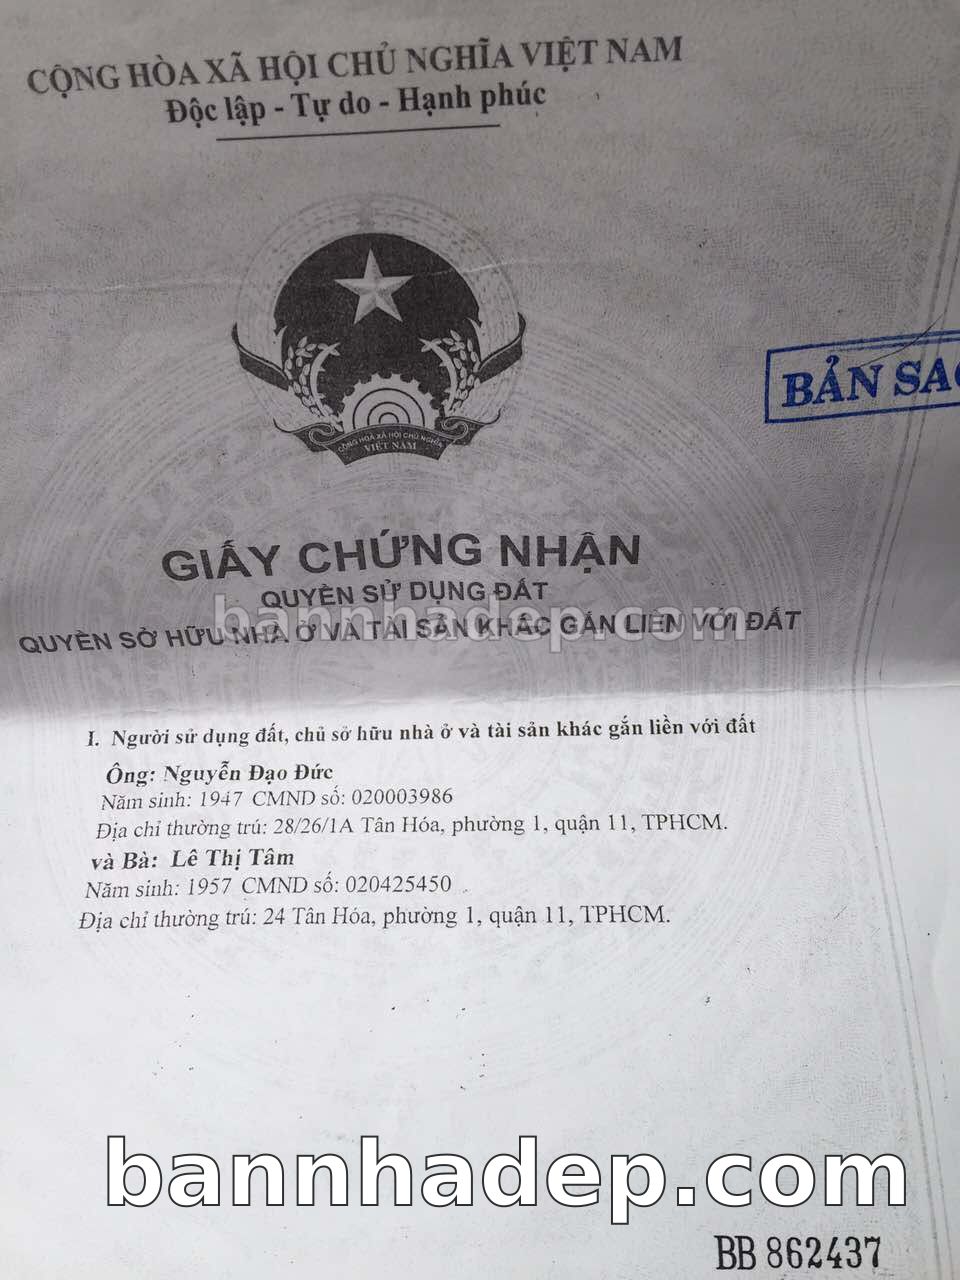 CỘNG HÒA XÃ HỘI CHỦ NGHĨA VIỆT NAM
Độc lập - Tự do - Hạnh phúc
bannhadep.com
BẢN SAO
CỘNG HOÀ XÃ HỘI CHỦ NGHĨA
VIỆT NAM
GIẤY CHỨNG NHẬN
QUYỀN SỬ DỤNG ĐẤT
bannhadep.com
QUYỀN SỞ HỮU NHÀ Ở VÀ TÀI SẢN KHÁC GẮN LIỀN VỚI ĐẤT
I. Người sử dụng đất, chủ sở hữu nhà ở và tài sản khác gắn liền với đất
Ông: Nguyễn Đạo Đức
Năm sinh: 1947 CMND số: 020003986
Địa chỉ thường trú: 28/26/1A Tân Hóa, phường 1, quận 11, TPHCM.
và Bà: Lê Thị Tâm
Năm sinh: 1957 CMND số: 020425450
Địa chỉ thường trú: 24 Tân Hóa, phường 1, quận 11, TPHCM.
bannhadep.com
BB 862437